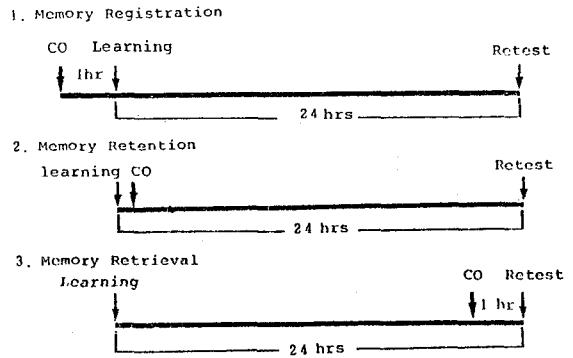 1. Memory Registration
CO Learning Retest
1hr
24 hrs
2. Memory Retention
learning CO Retest
24 hrs
3. Memory Retrieval
Learning CO Retest
1 hr
24 hrs